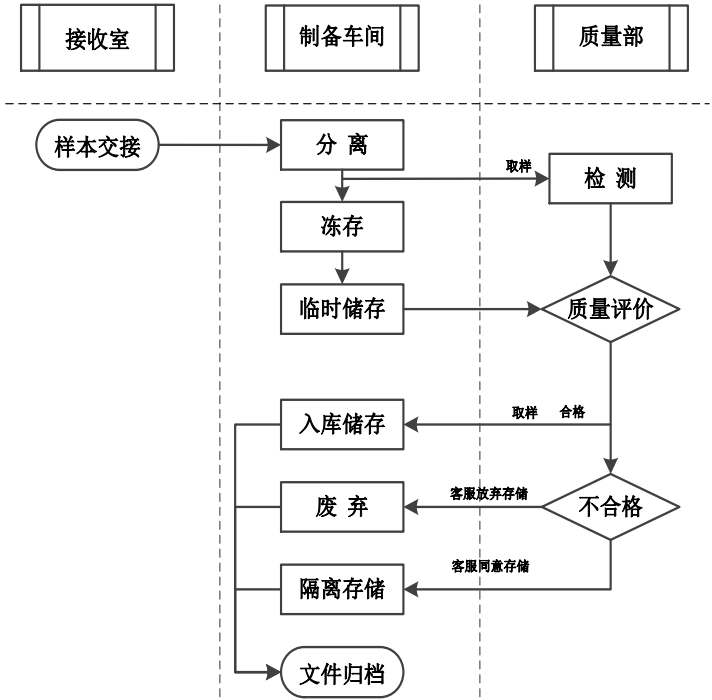 接收室
制备车间
质量部
样本交接
分 离
取样
检 测
冻存
临时储存
质量评价
入库储存
取样 合格
废 弃
客服放弃存储
不合格
隔离存储
客服同意存储
文件归档